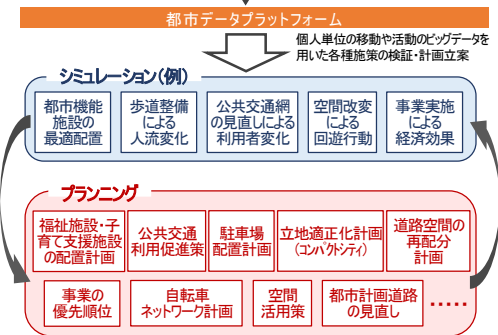 都市データプラットフォーム
個人単位の移動や活動のビッグデータを
用いた各種施策の検証・計画立案
シミュレーション(例)
都市機能
施設の
最適配置
歩道整備
による
人流変化
公共交通網
の見直しによる
利用者変化
空間改変
による
回遊行動
事業実施
による
経済効果
プランニング
福祉施設・子
育て支援施設
の配置計画
公共交通
利用促進策
駐車場
配置計画
立地適正化計画
(コンパクトシティ)
道路空間の
再配分
計画
事業の
優先順位
自転車
ネットワーク計画
空間
活用策
都市計画道路
の見直し
・・・・・